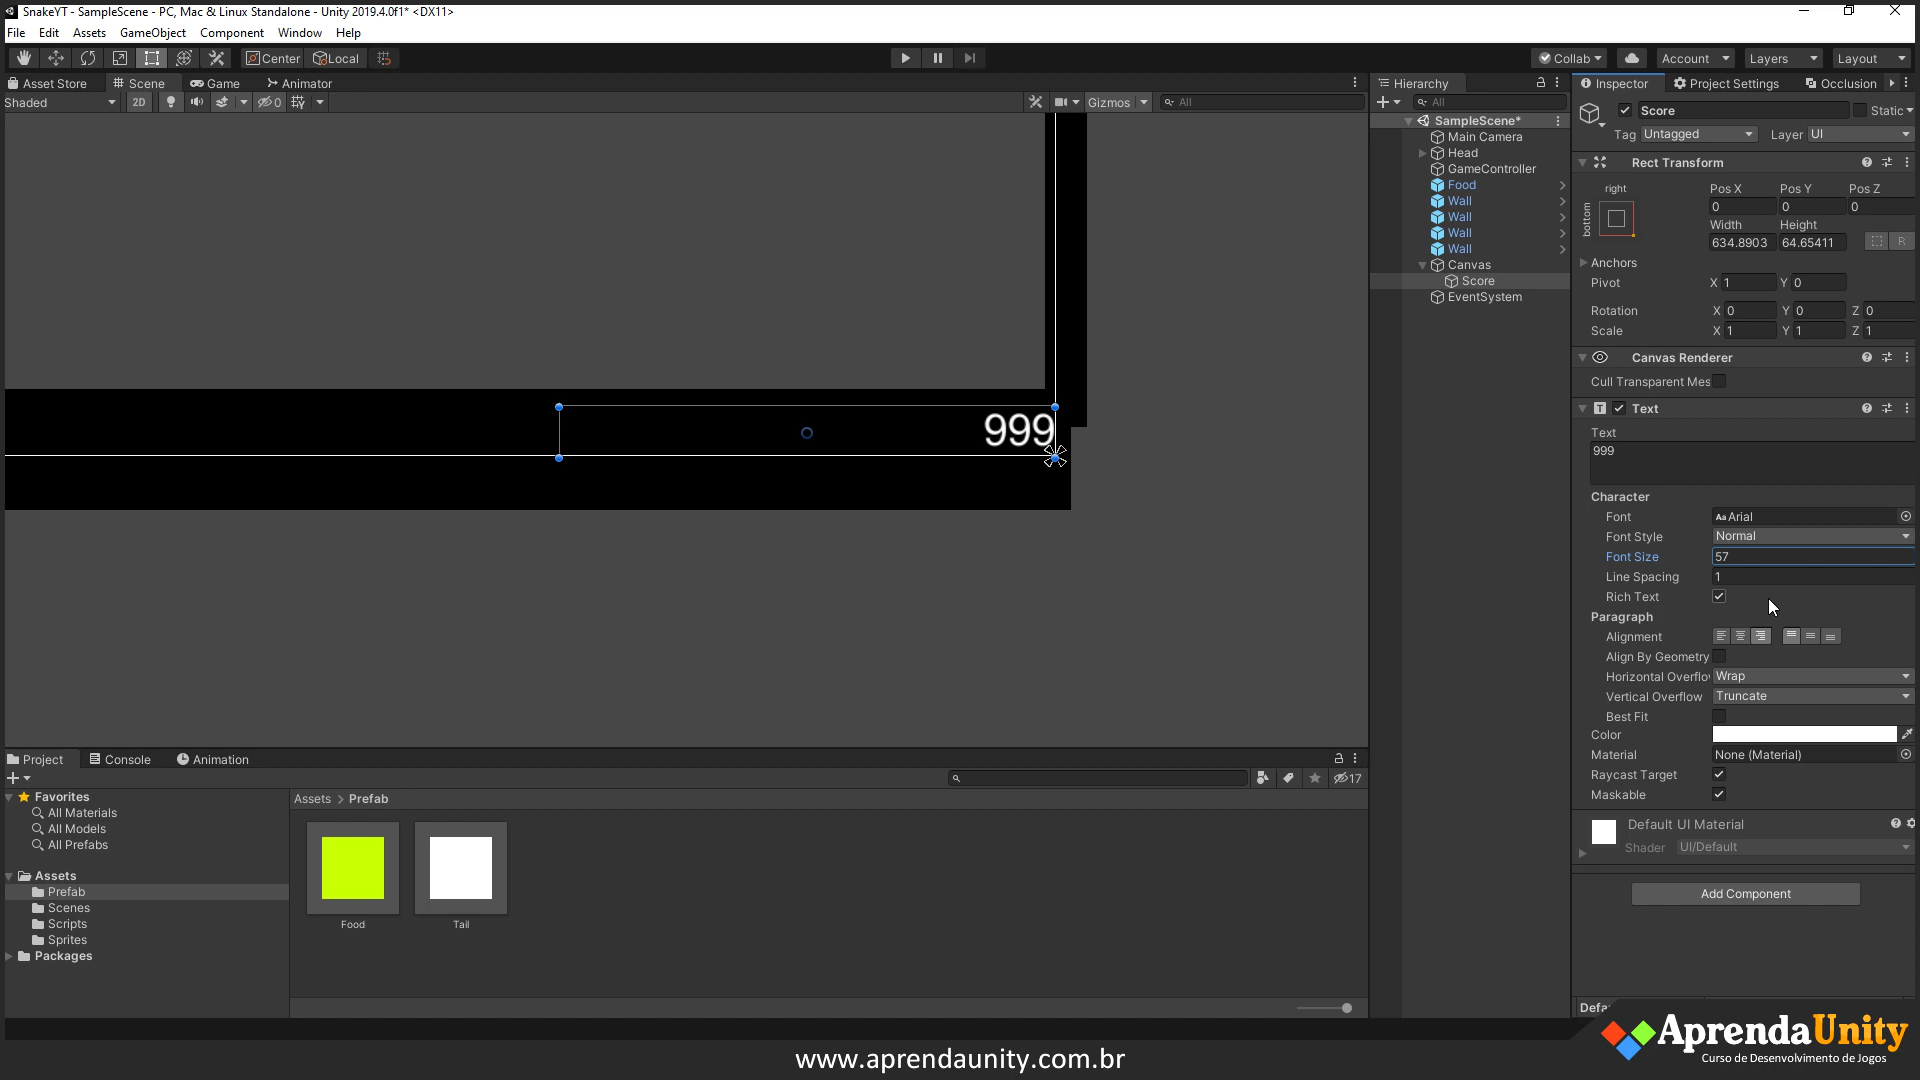 SnakeYT - SampleScene - PC, Mac & Linux Standalone - Unity 2019.4.0f1* <DX11>
File Edit Assets GameObject Component Window Help
Center Local Collab Account Layers Layout
Asset Store Scene Game Animator
Shaded 2D 0 Gizmos All
999
Hierarchy
All
SampleScene*
Main Camera
Head
GameController
Food
Wall
Wall
Wall
Wall
Canvas
Score
EventSystem
Inspector Project Settings Occlusion
Score Static
Tag Untagged Layer UI
Rect Transform
right Pos X Pos Y Pos Z
bottom 0 0 0
Width Height
634.8903 64.65411 R
Anchors
Pivot X 1 Y 0
Rotation X 0 Y 0 Z 0
Scale X 1 Y 1 Z 1
Canvas Renderer
Cull Transparent Mes
Text
Text
999
Character
Font Aa Arial
Font Style Normal
Font Size 57
Line Spacing 1
Rich Text
Paragraph
Alignment
Align By Geometry
Horizontal Overflo Wrap
Vertical Overflow Truncate
Best Fit
Color
Material None (Material)
Raycast Target
Maskable
Default UI Material
Shader UI/Default
Add Component
Defa
Project Console Animation
17
Favorites
All Materials
All Models
All Prefabs
Assets
Prefab
Scenes
Scripts
Sprites
Packages
Assets > Prefab
Food Tail
AprendaUnity
Curso de Desenvolvimento de Jogos
www.aprendaunity.com.br